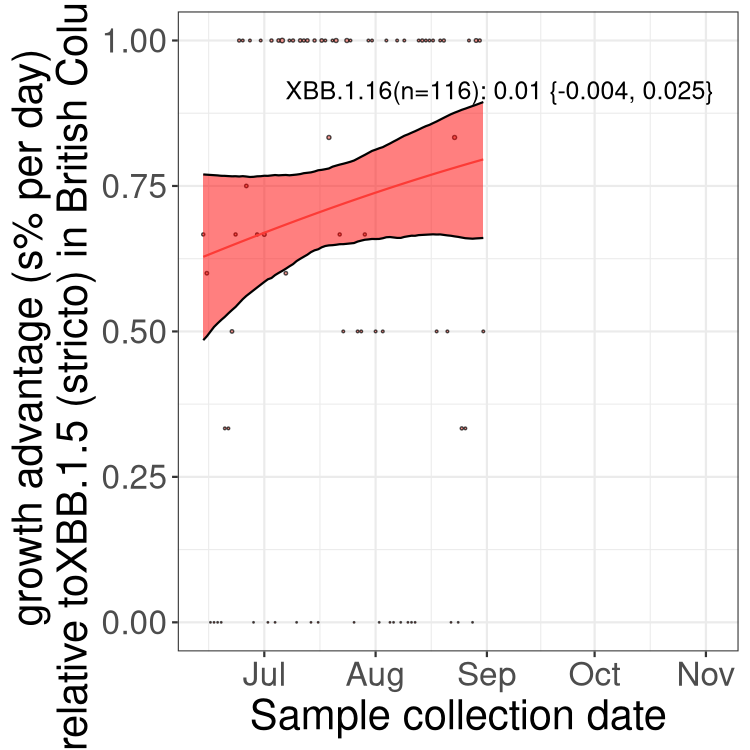 growth advantage (s% per day)
relative toXBB.1.5 (stricto) in British Colu
1.00
0.75
0.50
0.25
0.00
XBB.1.16(n=116): 0.01 {-0.004, 0.025}
Jul Aug Sep Oct Nov
Sample collection date